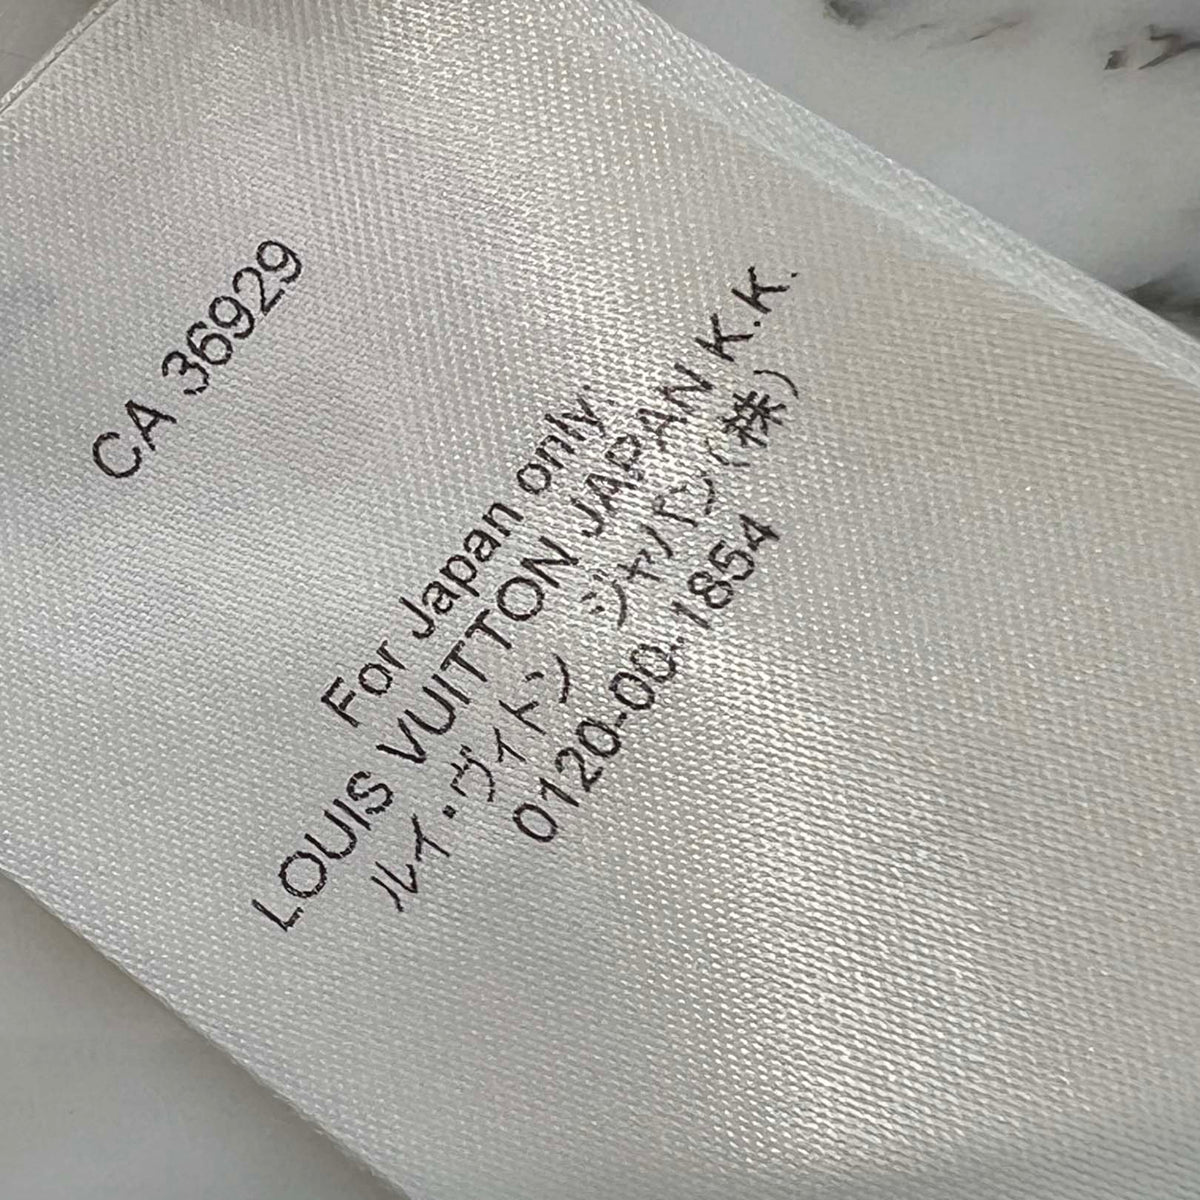 CA 36929
For Japan only:
LOUIS VUITTON JAPAN K.K.
ルイ・ヴィトン ジャパン(株)
0120-00-1854